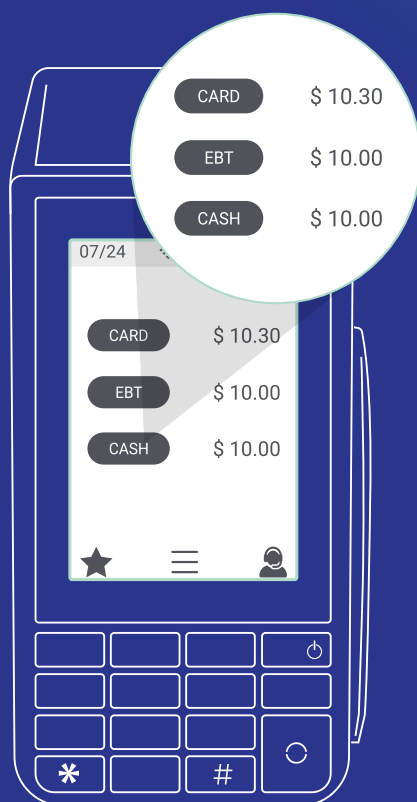 CARD $ 10.30
EBT $ 10.00
CASH $ 10.00
07/24
CARD $ 10.30
EBT $ 10.00
CASH $ 10.00
*
#